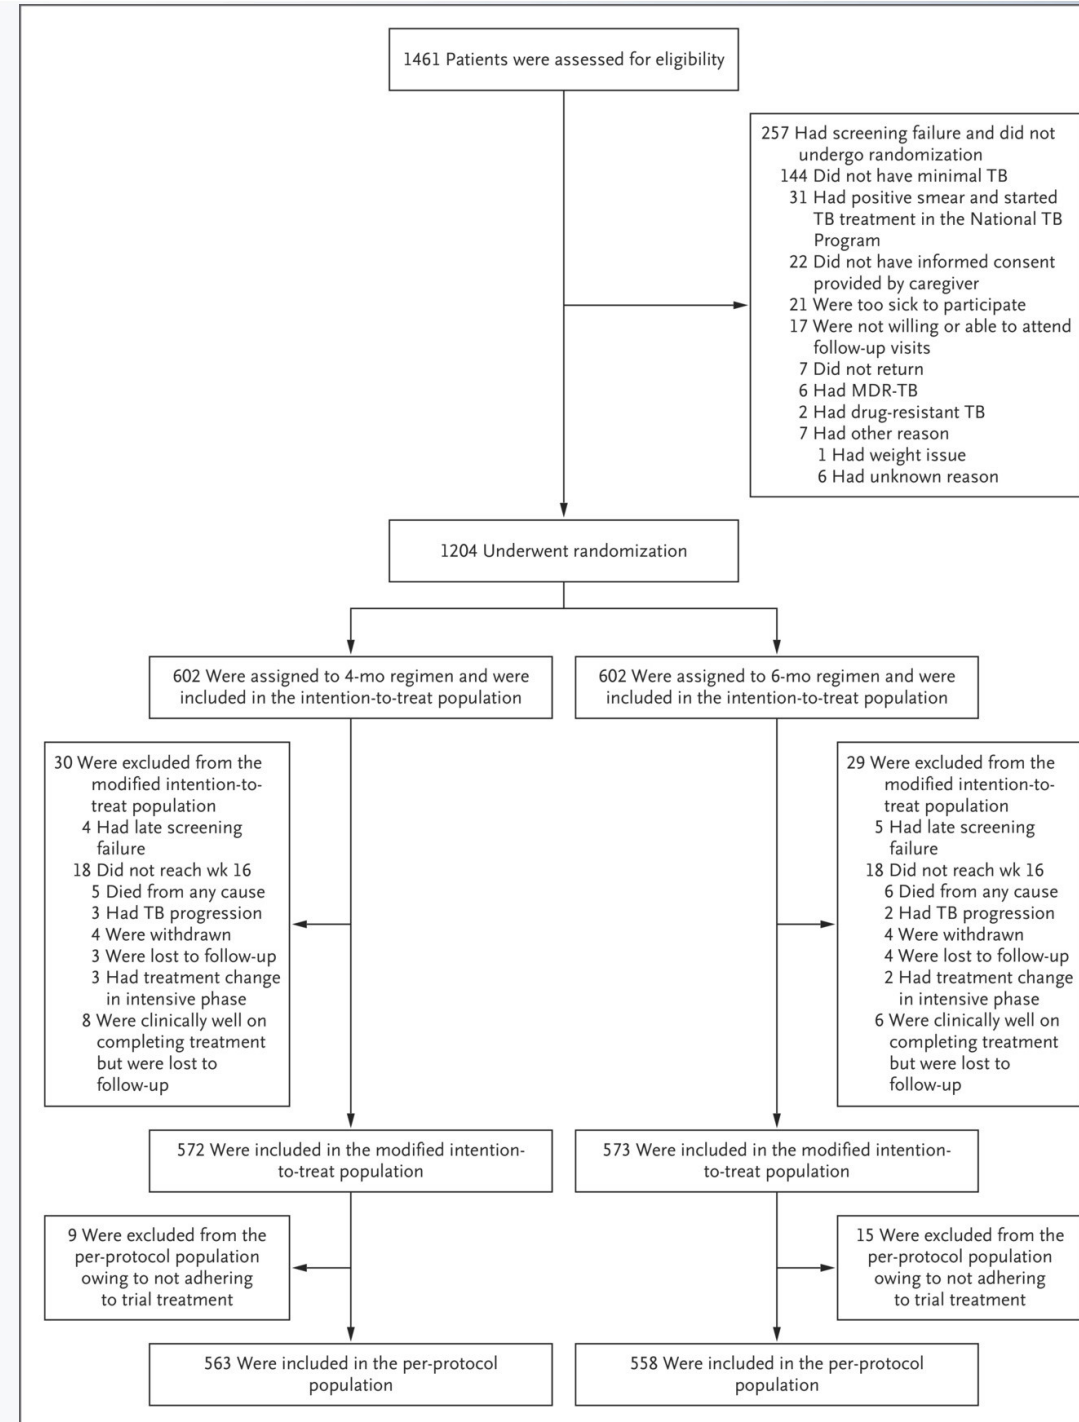 1461 Patients were assessed for eligibility
257 Had screening failure and did not
undergo randomization
144 Did not have minimal TB
31 Had positive smear and started
TB treatment in the National TB
Program
22 Did not have informed consent
provided by caregiver
21 Were too sick to participate
17 Were not willing or able to attend
follow-up visits
7 Did not return
6 Had MDR-TB
2 Had drug-resistant TB
7 Had other reason
1 Had weight issue
6 Had unknown reason
1204 Underwent randomization
602 Were assigned to 4-mo regimen and were
included in the intention-to-treat population
602 Were assigned to 6-mo regimen and were
included in the intention-to-treat population
30 Were excluded from the
modified intention-to-
treat population
4 Had late screening
failure
18 Did not reach wk 16
5 Died from any cause
3 Had TB progression
4 Were withdrawn
3 Were lost to follow-up
3 Had treatment change
in intensive phase
8 Were clinically well on
completing treatment
but were lost to
follow-up
29 Were excluded from the
modified intention-to-
treat population
5 Had late screening
failure
18 Did not reach wk 16
6 Died from any cause
2 Had TB progression
4 Were withdrawn
4 Were lost to follow-up
2 Had treatment change
in intensive phase
6 Were clinically well on
completing treatment
but were lost to
follow-up
572 Were included in the modified intention-
to-treat population
573 Were included in the modified intention-
to-treat population
9 Were excluded from the
per-protocol population
owing to not adhering
to trial treatment
15 Were excluded from the
per-protocol population
owing to not adhering
to trial treatment
563 Were included in the per-protocol
population
558 Were included in the per-protocol
population